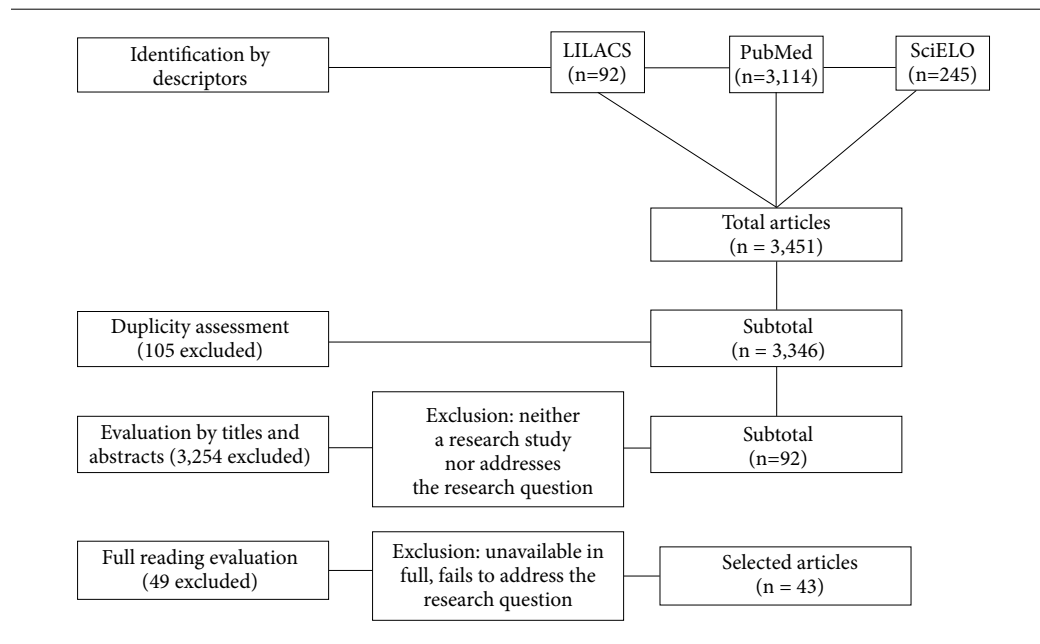 Identification by
descriptors
LILACS
(n=92)
PubMed
(n=3,114)
SciELO
(n=245)
Total articles
(n = 3,451)
Duplicity assessment
(105 excluded)
Subtotal
(n = 3,346)
Evaluation by titles and
abstracts (3,254 excluded)
Exclusion: neither
a research study
nor addresses
the research question
Subtotal
(n=92)
Full reading evaluation
(49 excluded)
Exclusion: unavailable in
full, fails to address the
research question
Selected articles
(n = 43)